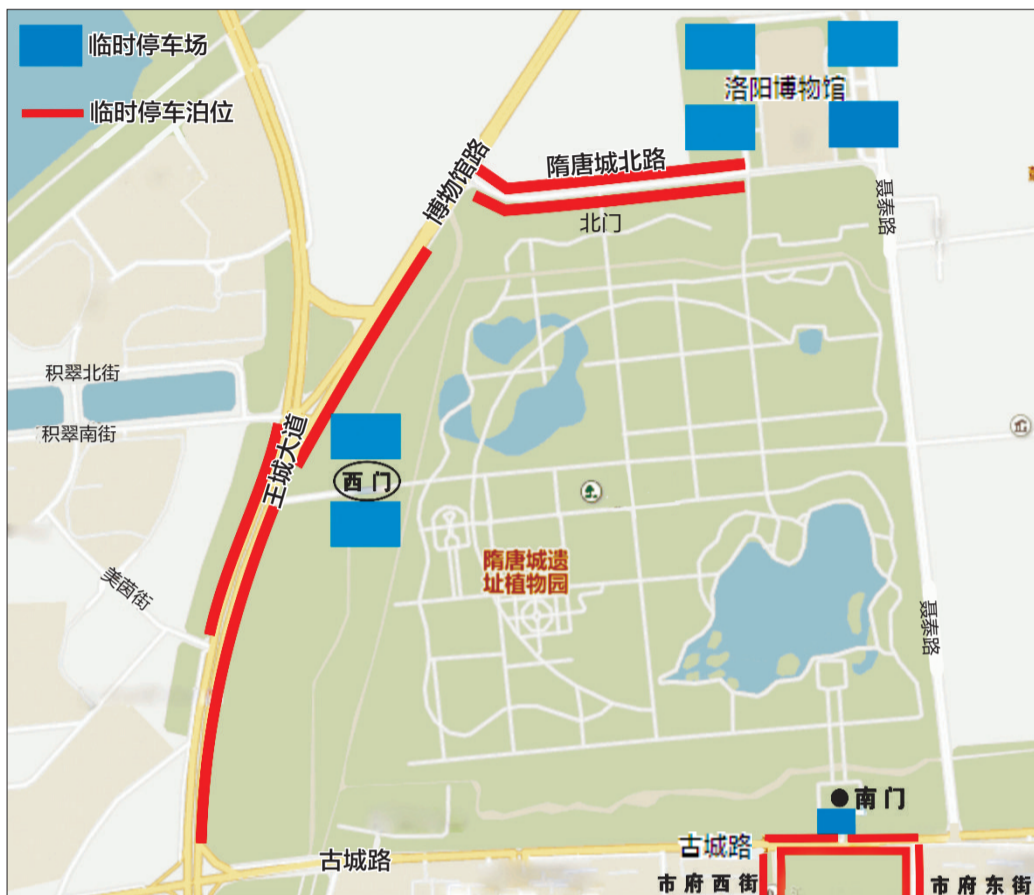 临时停车场
临时停车泊位
洛阳博物馆
隋唐城北路
博物馆路
北门
聂泰路
积翠北街
积翠南街
王城大道
西门
隋唐城遗
址植物园
美茵街
聂泰路
南门
古城路
古城路
市府西街
市府东街